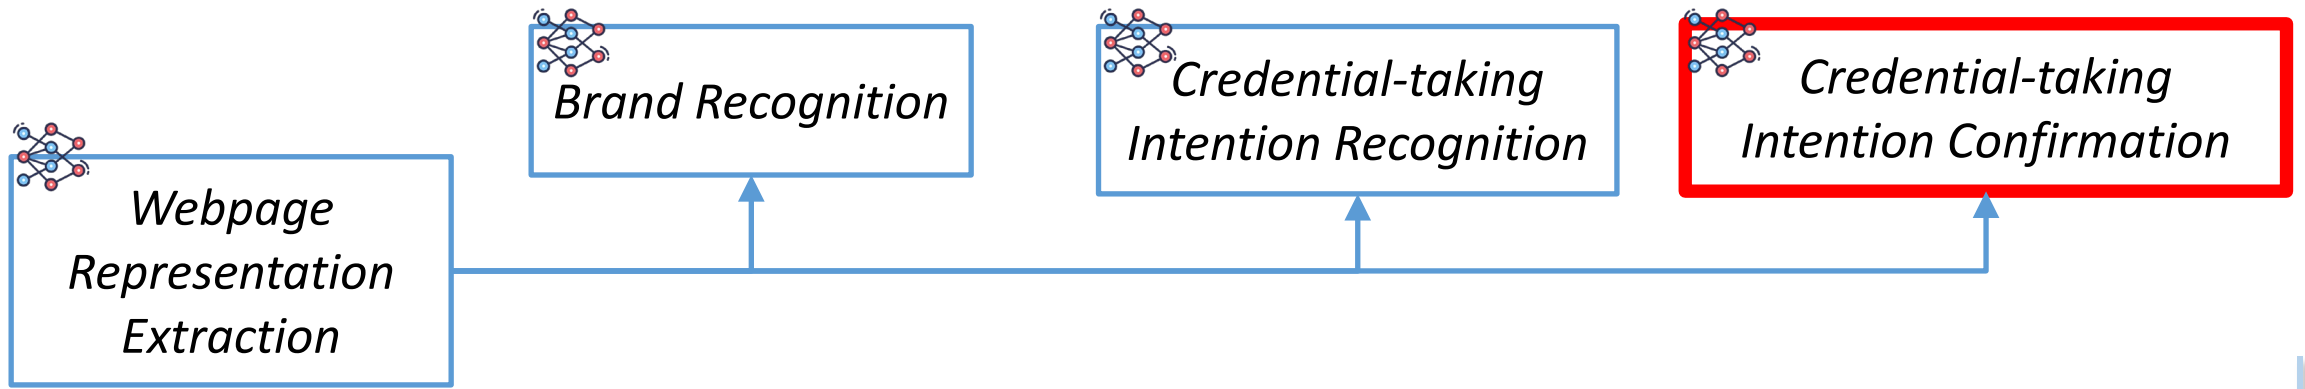 Brand Recognition
Credential-taking
Intention Recognition
Credential-taking
Intention Confirmation
Webpage
Representation
Extraction